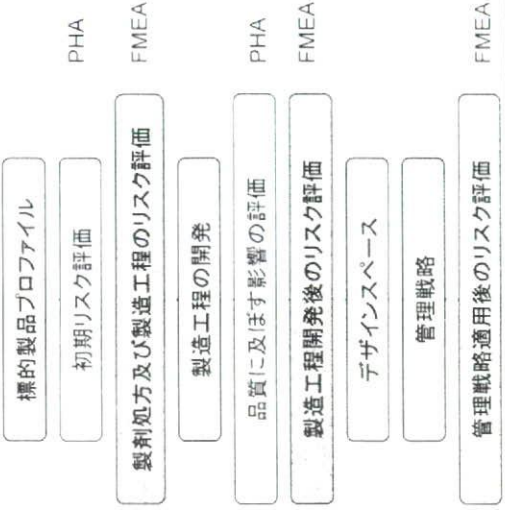 標的製品プロファイル
初期リスク評価 PHA
製剤処方及び製造工程のリスク評価 FMEA
製造工程の開発
品質に及ぼす影響の評価 PHA
製造工程開発後のリスク評価 FMEA
デザインスペース
管理戦略
管理戦略適用後のリスク評価 FMEA